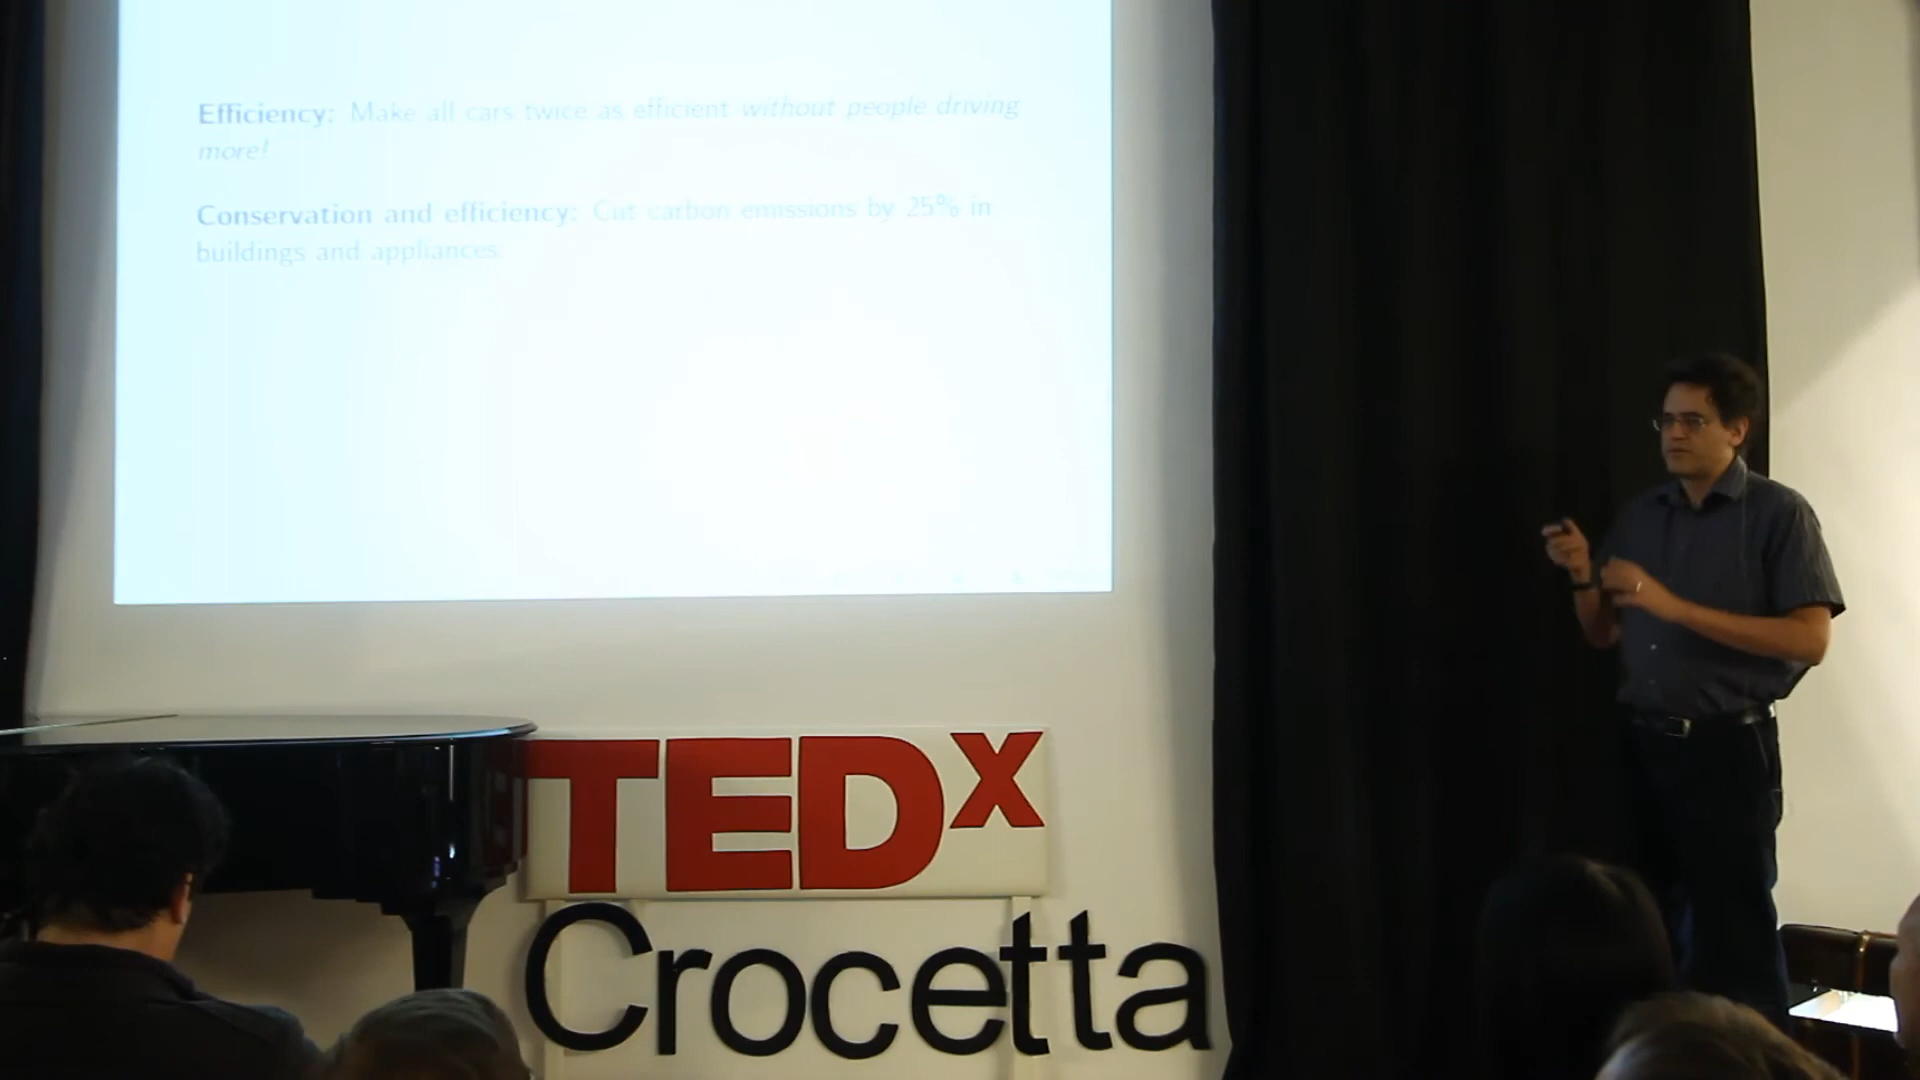 Efficiency: Make all cars twice as efficient without people driving
more!
Conservation and efficiency: Cut carbon emissions by 25% in
buildings and appliances.
TEDx
Crocetta